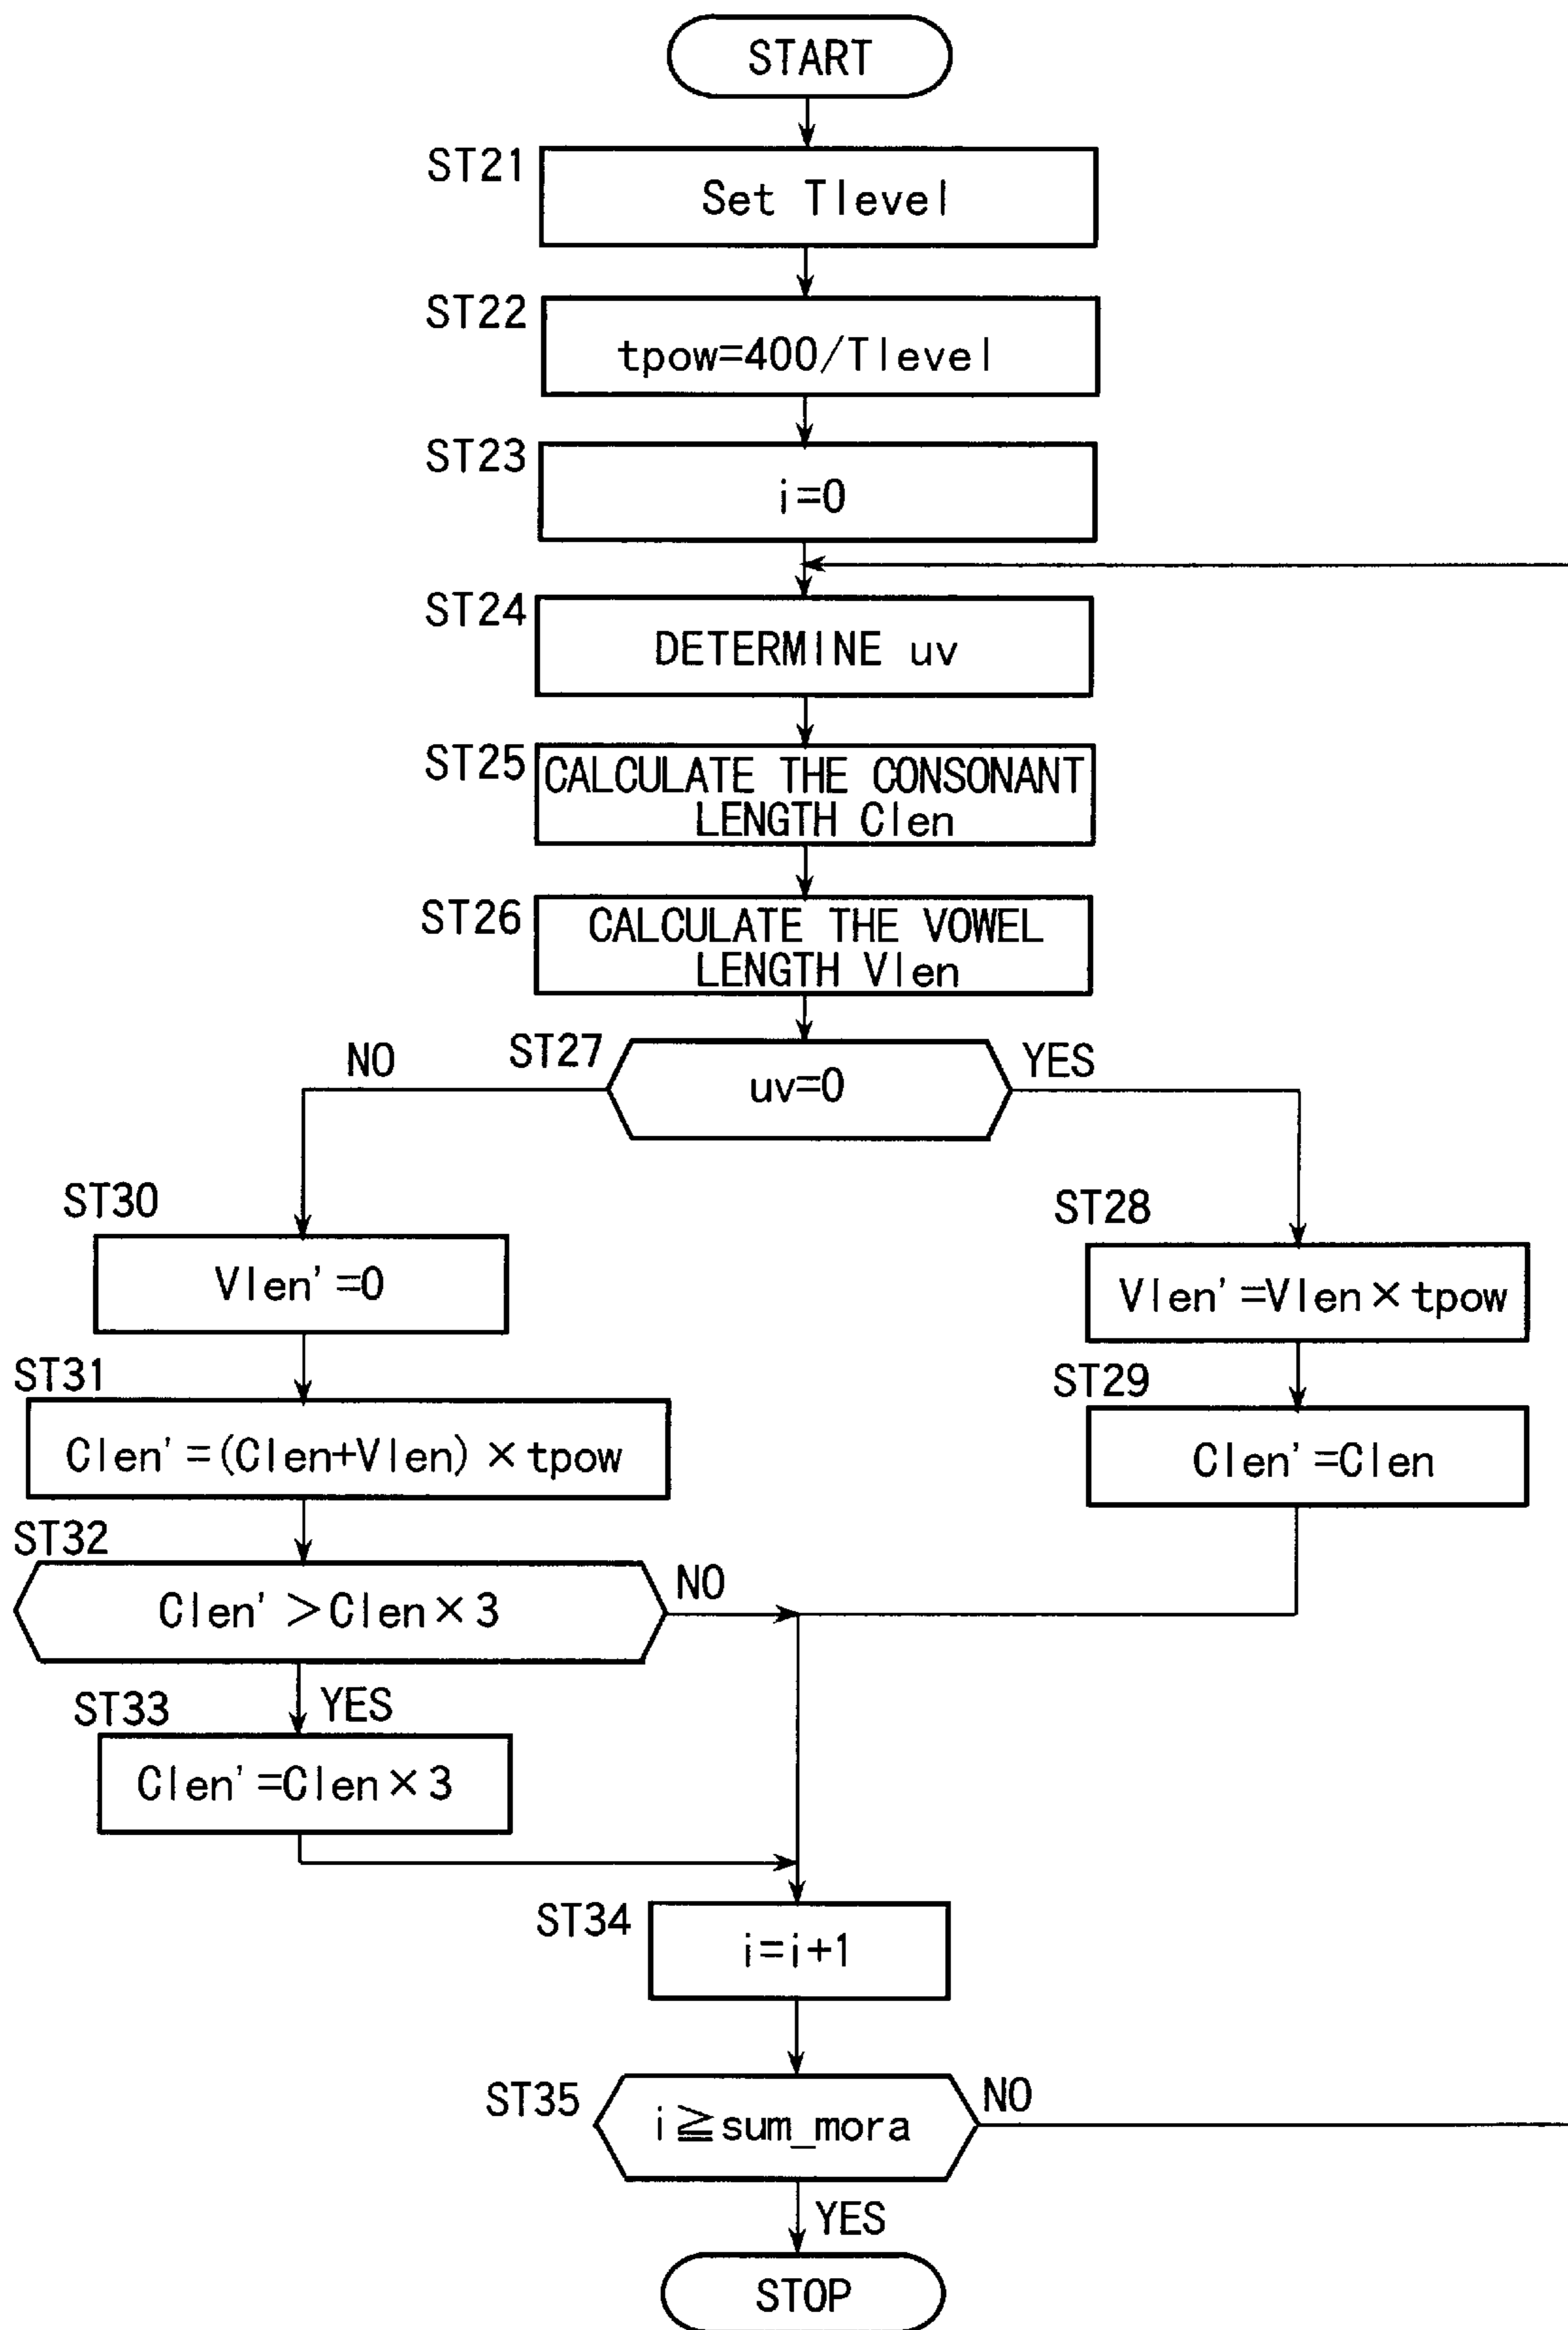 START
ST21
Set Tlevel
ST22
tpow=400/Tlevel
ST23
i=0
ST24
DETERMINE uv
ST25
CALCULATE THE CONSONANT
LENGTH Clen
ST26
CALCULATE THE VOWEL
LENGTH Vlen
ST27
uv=0
NO
YES
ST30
Vlen'=0
ST28
Vlen'=Vlen×tpow
ST31
Clen'=(Clen+Vlen)×tpow
ST29
Clen'=Clen
ST32
Clen'>Clen×3
NO
YES
ST33
Clen'=Clen×3
ST34
i=i+1
ST35
i≧sum_mora
NO
YES
STOP